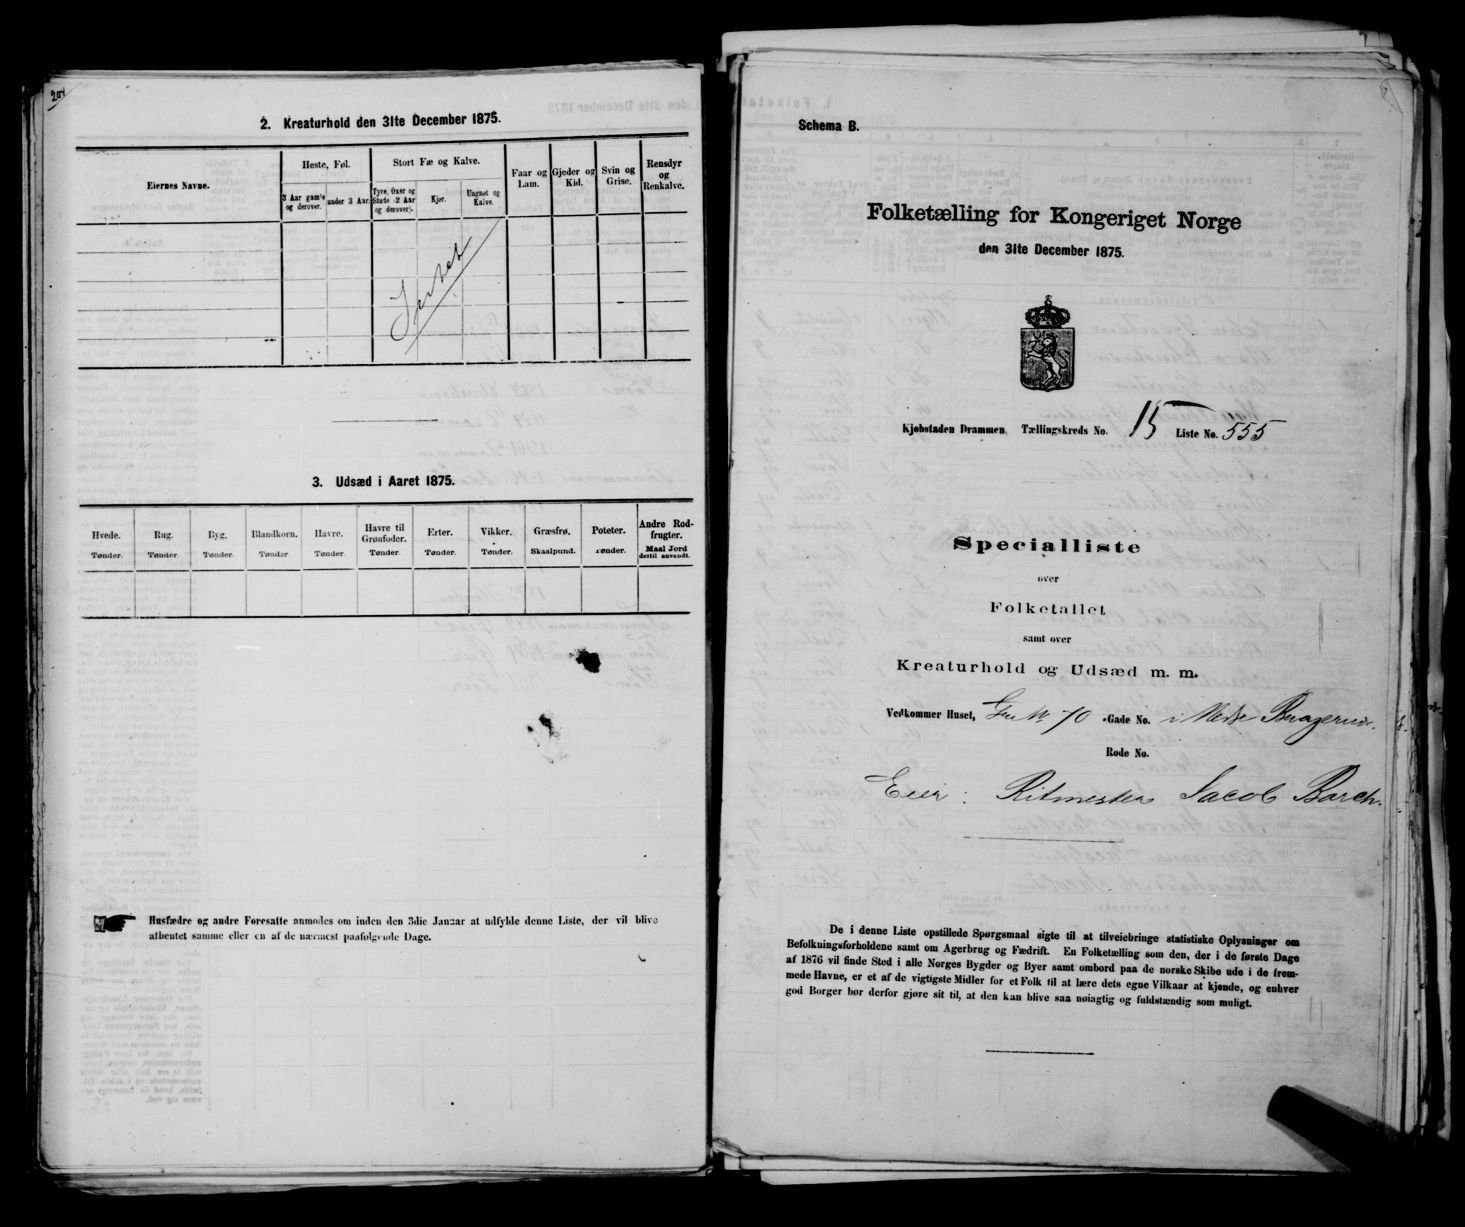 204
2. Kreaturhold den 31te December 1875.
Eiernes Navne.
Heste, Føl.
3 Aar gamle og derover.
under 3 Aar.
Stort Fæ og Kalve.
Tyre, Oxer og Stude (2 Aar og derover).
Kjør.
Ungnøt og Kalve.
Faar og Lam.
Gjeder og Kid.
Svin og Grise.
Rensdyr og Renkalve.
Intet
3. Udsæd i Aaret 1875.
Hvede. Rug. Byg. Blandkorn. Havre. Havre til Grønfoder. Erter. Vikker. Græsfrø. Poteter. Andre Rodfrugter.
Tønder. Tønder. Tønder. Tønder Tønder. Tønder. Tønder. Tønder. Skaalpund. Tønder. Maal Jord dertil anvendt.
Husfædre og andre Foresatte anmodes om inden den 3die Januar at udfylde denne Liste, der vil blive
afhentet samme eller en af de nærmest paafølgende Dage.
Schema B.
Folketælling for Kongeriget Norge
den 31te December 1875.
Kjøbstaden Drammen, Tællingskreds No. 15 Liste No. 555
Specialliste
over
Folketallet
samt over
Kreaturhold og Udsæd m. m.
Vedkommer Huset, 70 Gade No. i Bragernes
Rode No.
Eier: Ritmester Jacob Borch.
De i denne Liste opstillede Spørgsmaal sigte til at tilveiebringe statistiske Oplysninger om
Befolkningsforholdene samt om Agerbrug og Fædrift. En Folketælling som den, der i de første Dage
af 1876 vil finde Sted i alle Norges Bygder og Byer samt ombord paa de norske Skibe ude i de frem-
mede Havne, er et af de vigtigste Midler for et Folk til at lære dets egne Vilkaar at kjende, og enhver
god Borger bør derfor gjøre sit til, at den kan blive saa nøiagtig og fuldstændig som muligt.